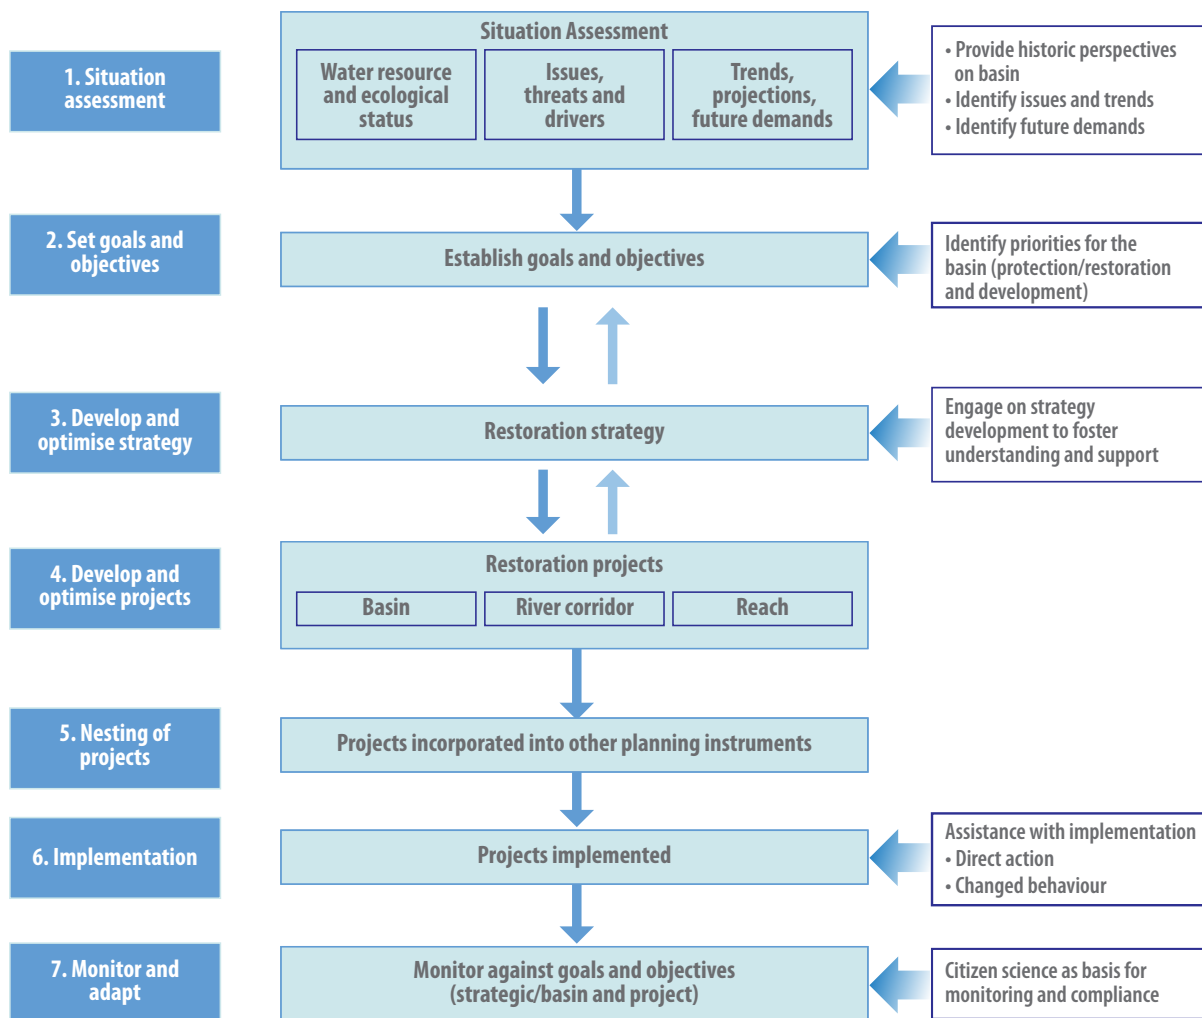 1. Situation
assessment
Situation Assessment
Water resource
and ecological
status
Issues,
threats and
drivers
Trends,
projections,
future demands
• Provide historic perspectives
on basin
• Identify issues and trends
• Identify future demands
2. Set goals and
objectives
Establish goals and objectives
Identify priorities for the
basin (protection/restoration
and development)
3. Develop and
optimise strategy
Restoration strategy
Engage on strategy
development to foster
understanding and support
4. Develop and
optimise projects
Restoration projects
Basin
River corridor
Reach
5. Nesting of
projects
Projects incorporated into other planning instruments
6. Implementation
Projects implemented
Assistance with implementation
• Direct action
• Changed behaviour
7. Monitor and
adapt
Monitor against goals and objectives
(strategic/basin and project)
Citizen science as basis for
monitoring and compliance